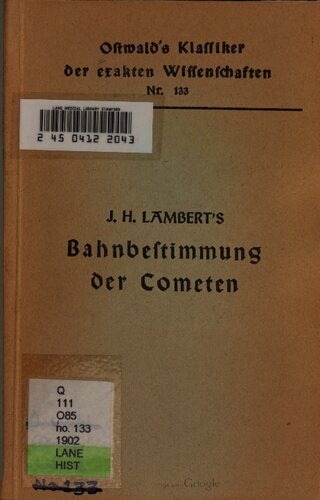 Ostwald's Klassiker
der exakten Wissenschaften
Nr. 133
LANE MEDICAL LIBRARY STANFORD
2 45 0412 2043
J. H. LAMBERT'S
Bahnbestimmung
der Cometen
Q
111
O85
no. 133
1902
LANE
HIST
No 133
Google